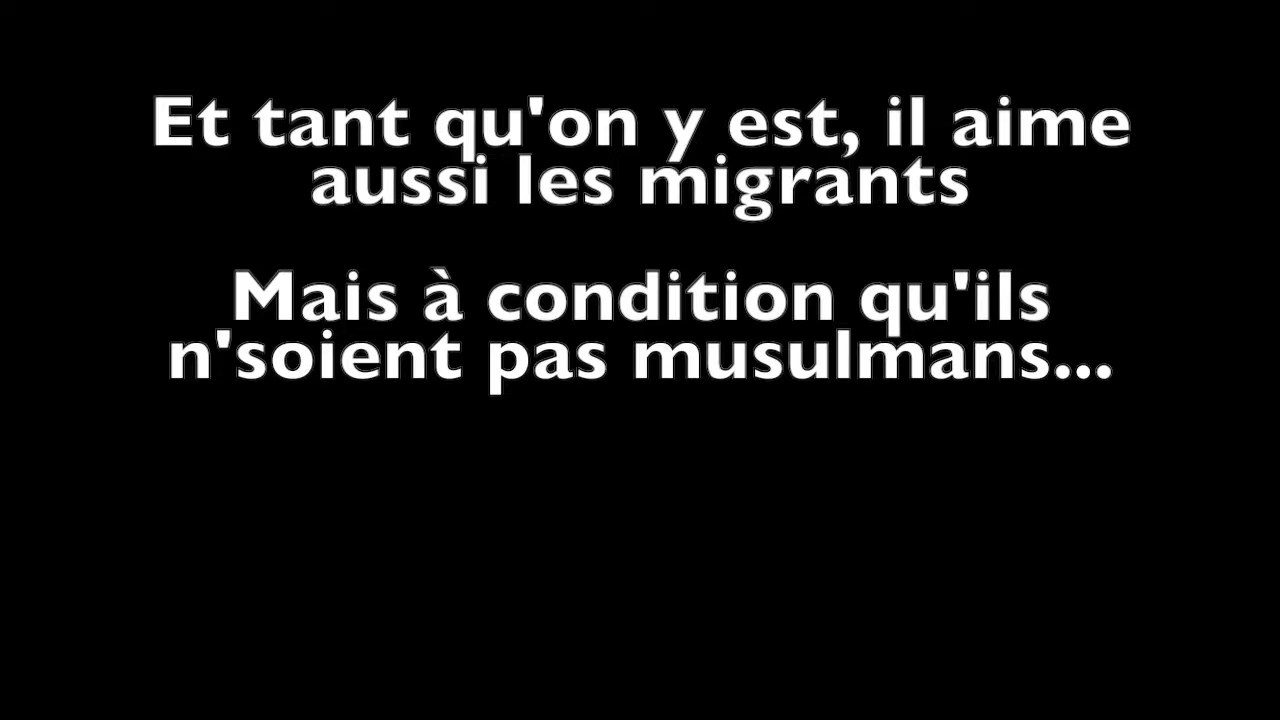 Et tant qu'on y est, il aime
aussi les migrants
Mais à condition qu'ils
n'soient pas musulmans...